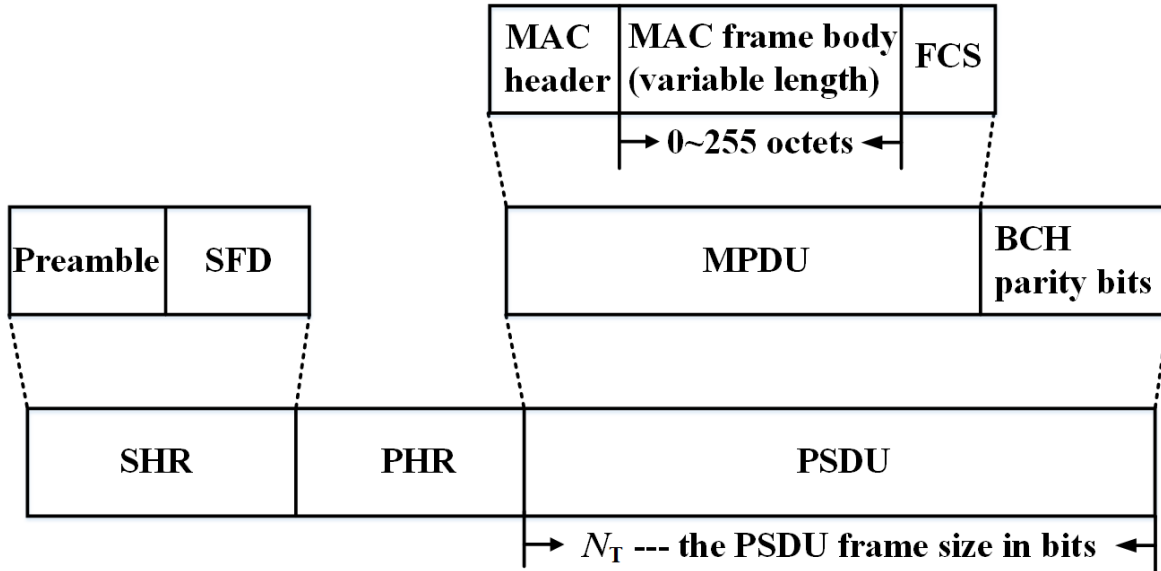 MAC header
MAC frame body (variable length)
FCS
0~255 octets
Preamble
SFD
MPDU
BCH parity bits
SHR
PHR
PSDU
N_T --- the PSDU frame size in bits